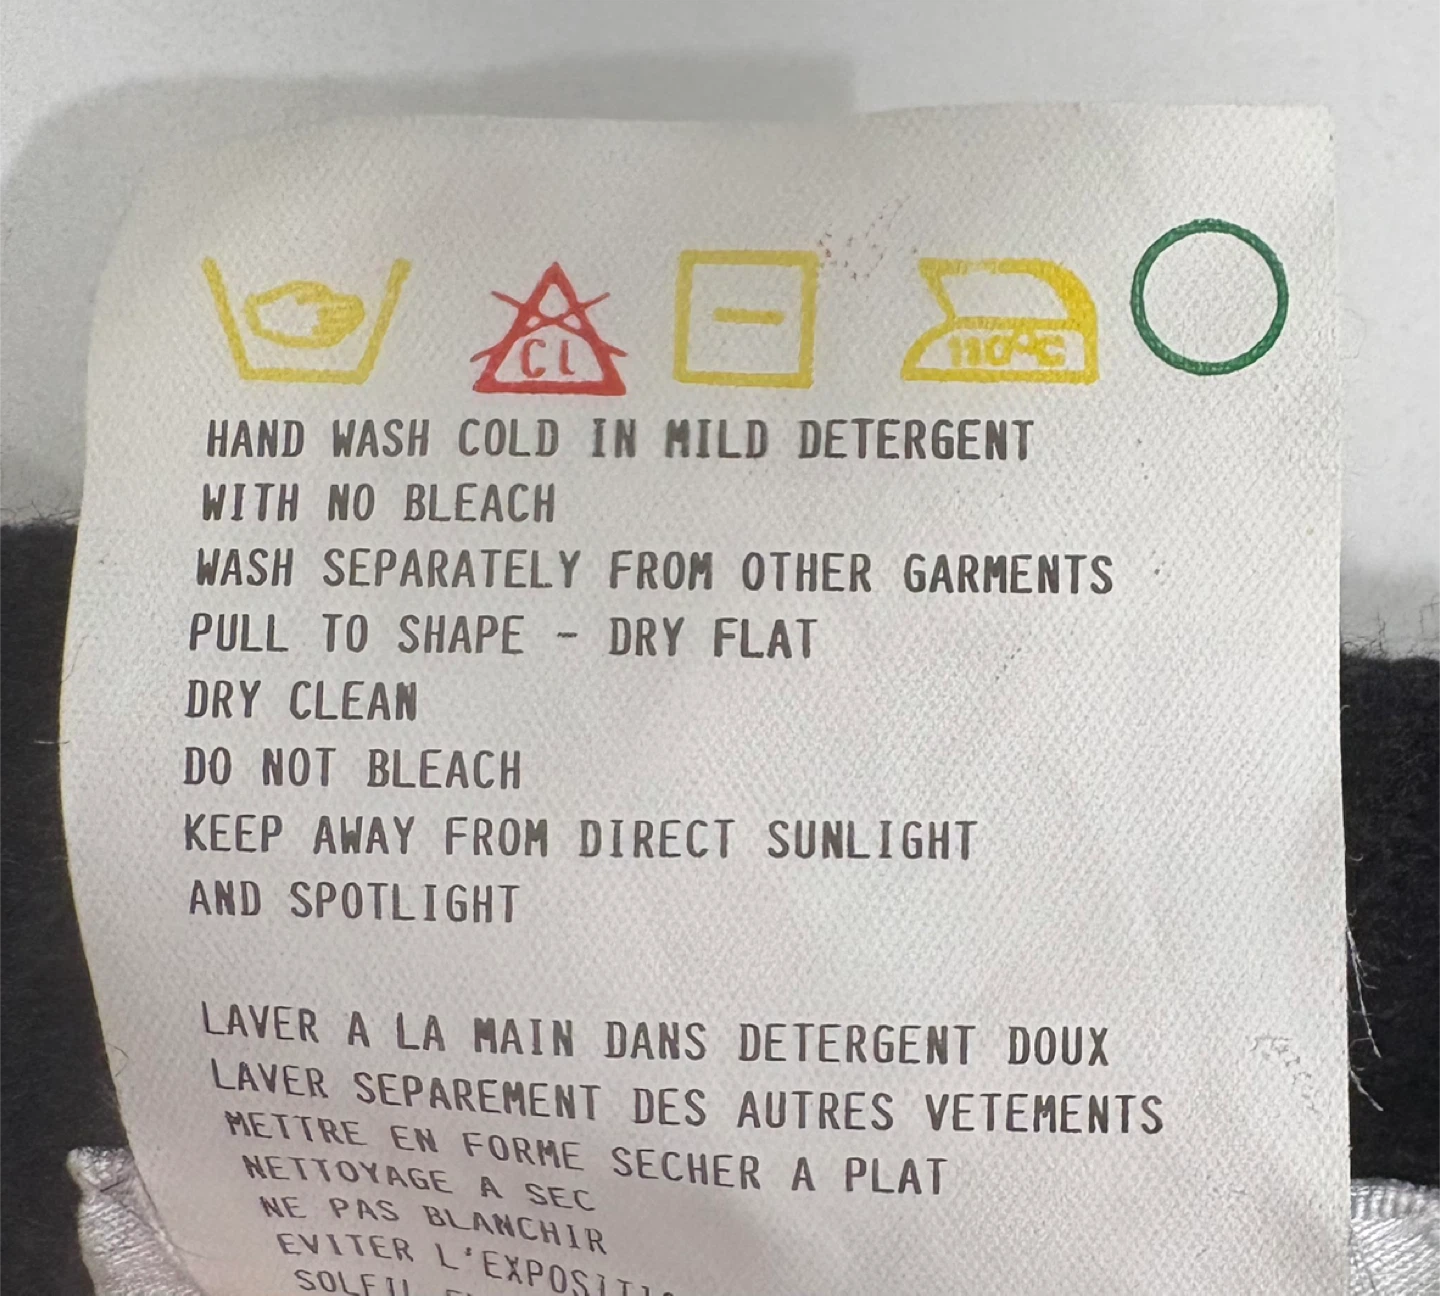 CL 110°C
HAND WASH COLD IN MILD DETERGENT
WITH NO BLEACH
WASH SEPARATELY FROM OTHER GARMENTS
PULL TO SHAPE - DRY FLAT
DRY CLEAN
DO NOT BLEACH
KEEP AWAY FROM DIRECT SUNLIGHT
AND SPOTLIGHT
LAVER A LA MAIN DANS DETERGENT DOUX
LAVER SEPAREMENT DES AUTRES VETEMENTS
METTRE EN FORME SECHER A PLAT
NETTOYAGE A SEC
NE PAS BLANCHIR
EVITER
SOLEIL